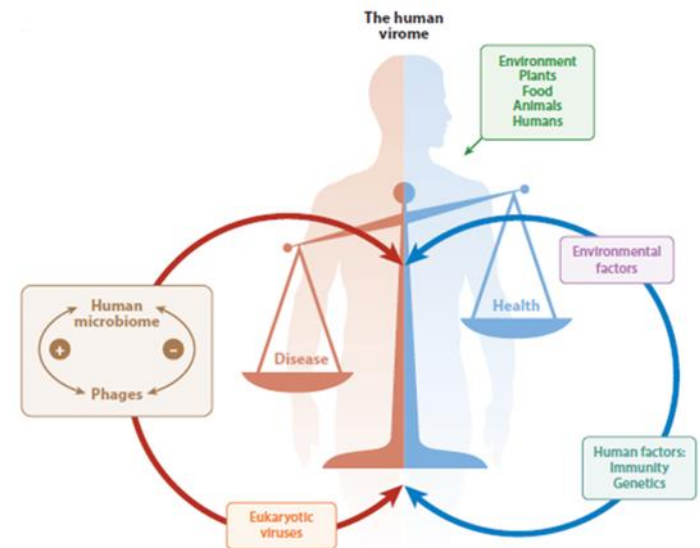 The human
virome
Environment
Plants
Food
Animals
Humans
Environmental
factors
Human
microbiome
+
−
Phages
Disease
Health
Human factors:
Immunity
Genetics
Eukaryotic
viruses